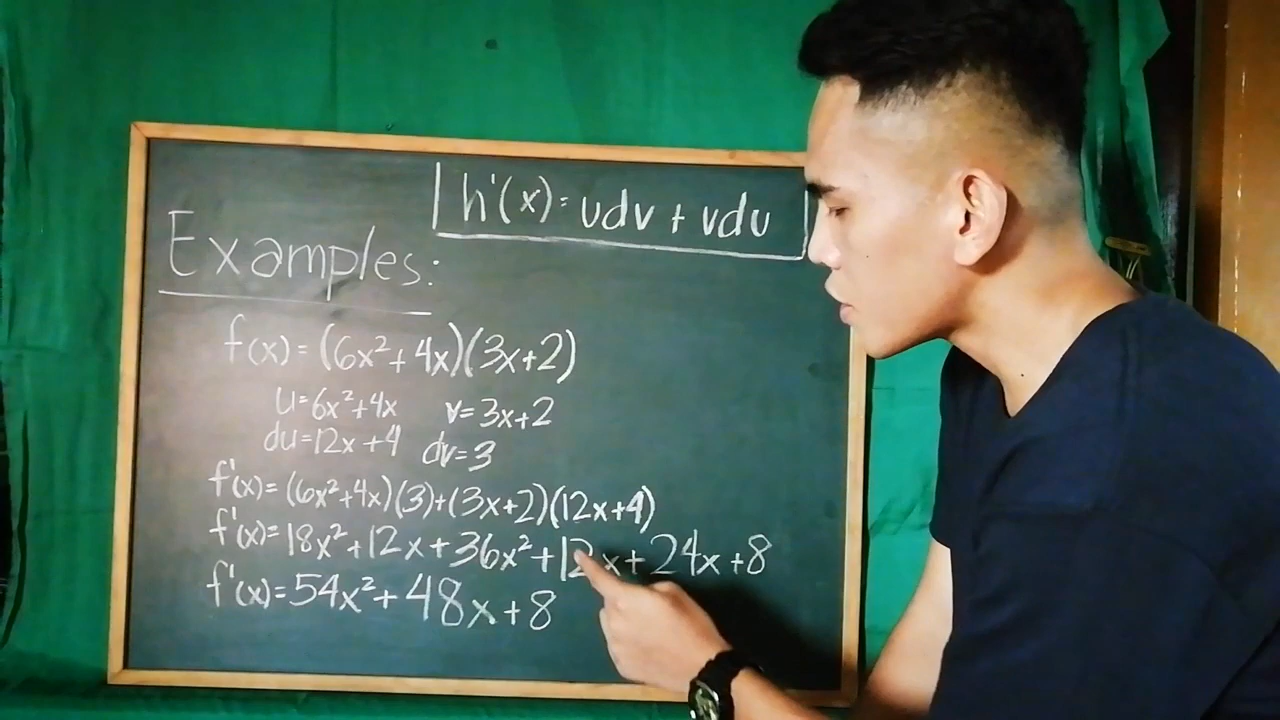 h'(x) = udv + vdu
Examples:
f(x) = (6x² + 4x)(3x + 2)
u = 6x² + 4x v = 3x + 2
du = 12x + 4 dv = 3
f'(x) = (6x² + 4x)(3) + (3x + 2)(12x + 4)
f'(x) = 18x² + 12x + 36x² + 12x + 24x + 8
f'(x) = 54x² + 48x + 8